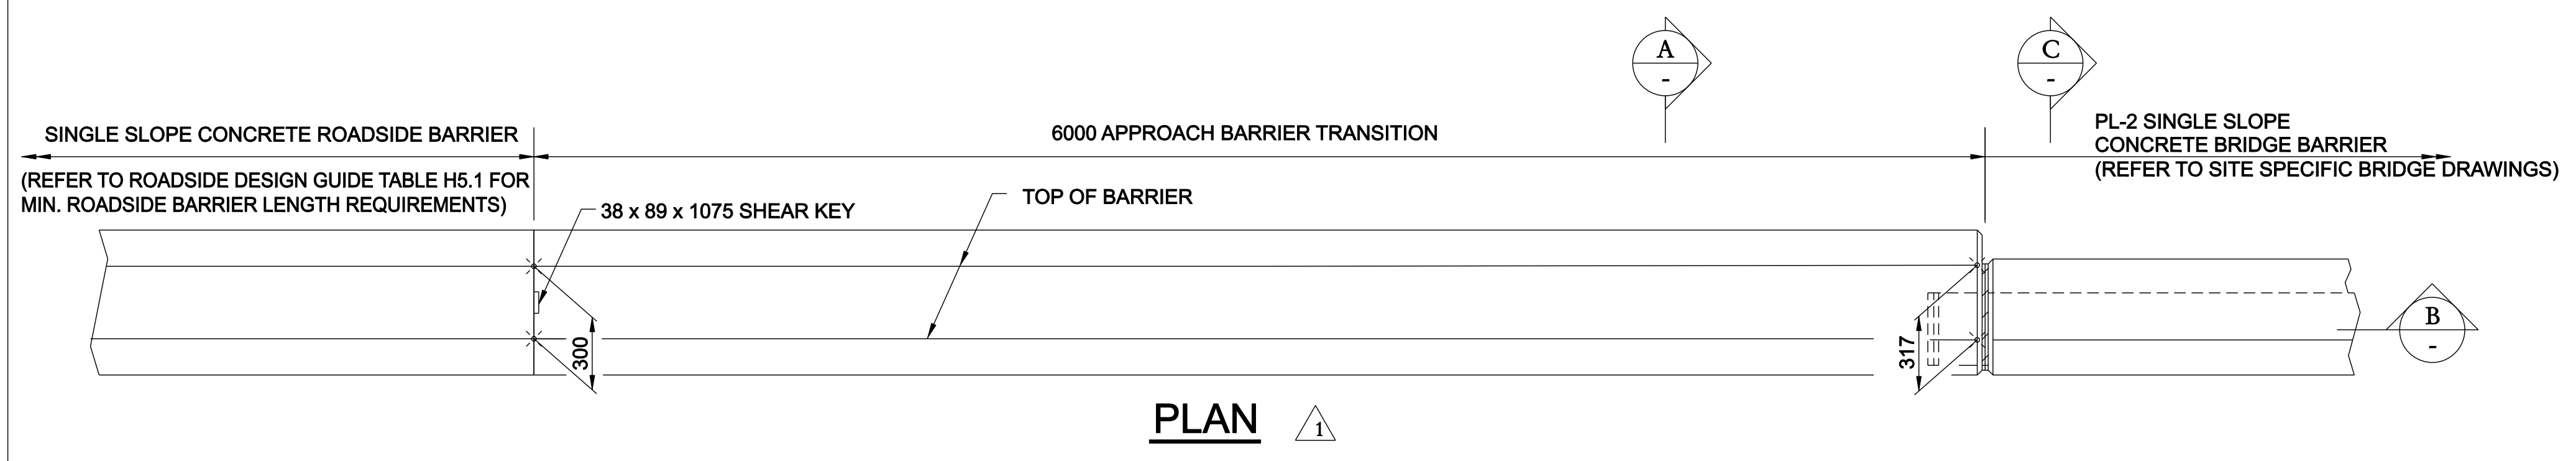 A
-
C
-
SINGLE SLOPE CONCRETE ROADSIDE BARRIER
6000 APPROACH BARRIER TRANSITION
PL-2 SINGLE SLOPE
CONCRETE BRIDGE BARRIER
(REFER TO SITE SPECIFIC BRIDGE DRAWINGS)
(REFER TO ROADSIDE DESIGN GUIDE TABLE H5.1 FOR
MIN. ROADSIDE BARRIER LENGTH REQUIREMENTS)
38 x 89 x 1075 SHEAR KEY
TOP OF BARRIER
300
317
B
-
PLAN
1